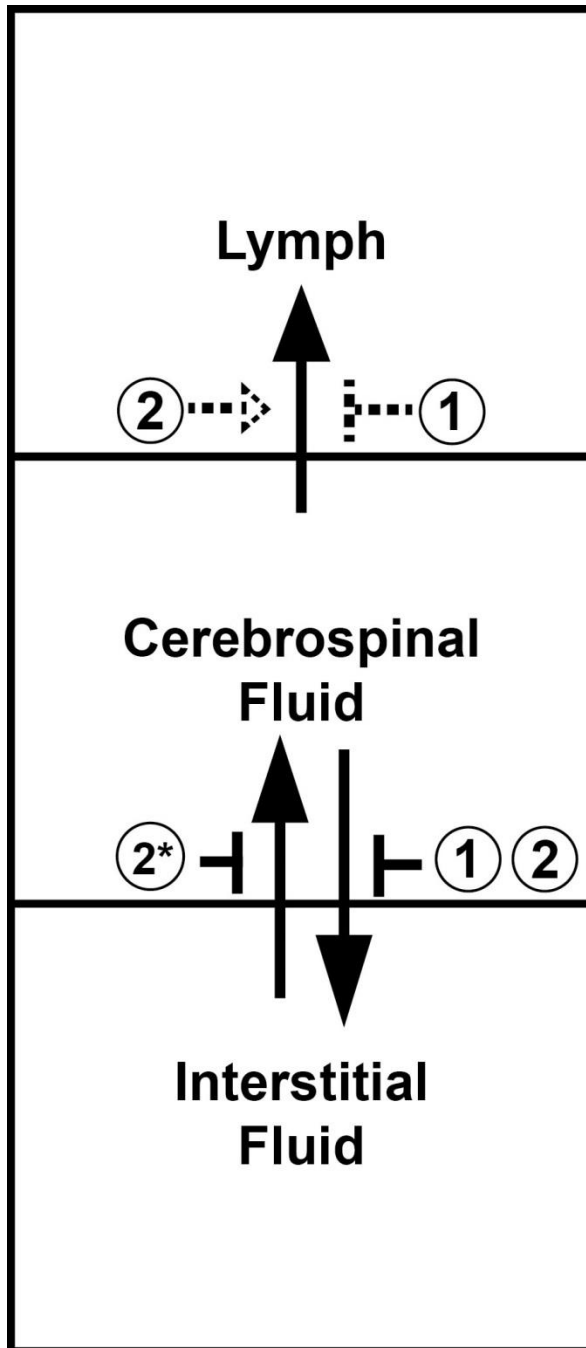 Lymph
2 1
Cerebrospinal
Fluid
2* 1 2
Interstitial
Fluid